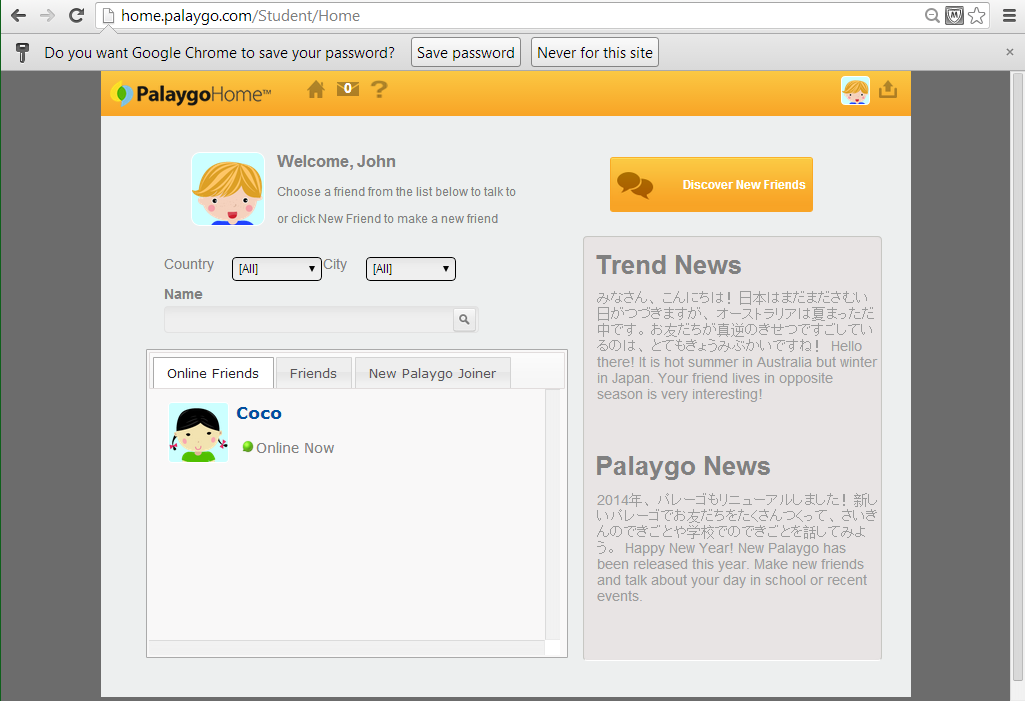 home.palaygo.com/Student/Home
Do you want Google Chrome to save your password? Save password Never for this site
PalaygoHome™ 0 ?
Welcome, John
Choose a friend from the list below to talk to
or click New Friend to make a new friend
Discover New Friends
Country [All] City [All]
Name
Online Friends Friends New Palaygo Joiner
Coco
Online Now
Trend News
みなさん、こんにちは！日本はまだまださむい
日がつづきますが、オーストラリアは夏まっただ
中です。お友だちが真逆のきせつですごしてい
るのは、とてもきょうみぶかいですね！ Hello
there! It is hot summer in Australia but winter
in Japan. Your friend lives in opposite
season is very interesting!
Palaygo News
2014年、パレーゴもリニューアルしました！新し
いパレーゴでお友だちをたくさんつくって、さいき
んのできごとや学校でのできごとを話してみよ
う。 Happy New Year! New Palaygo has
been released this year. Make new friends
and talk about your day in school or recent
events.